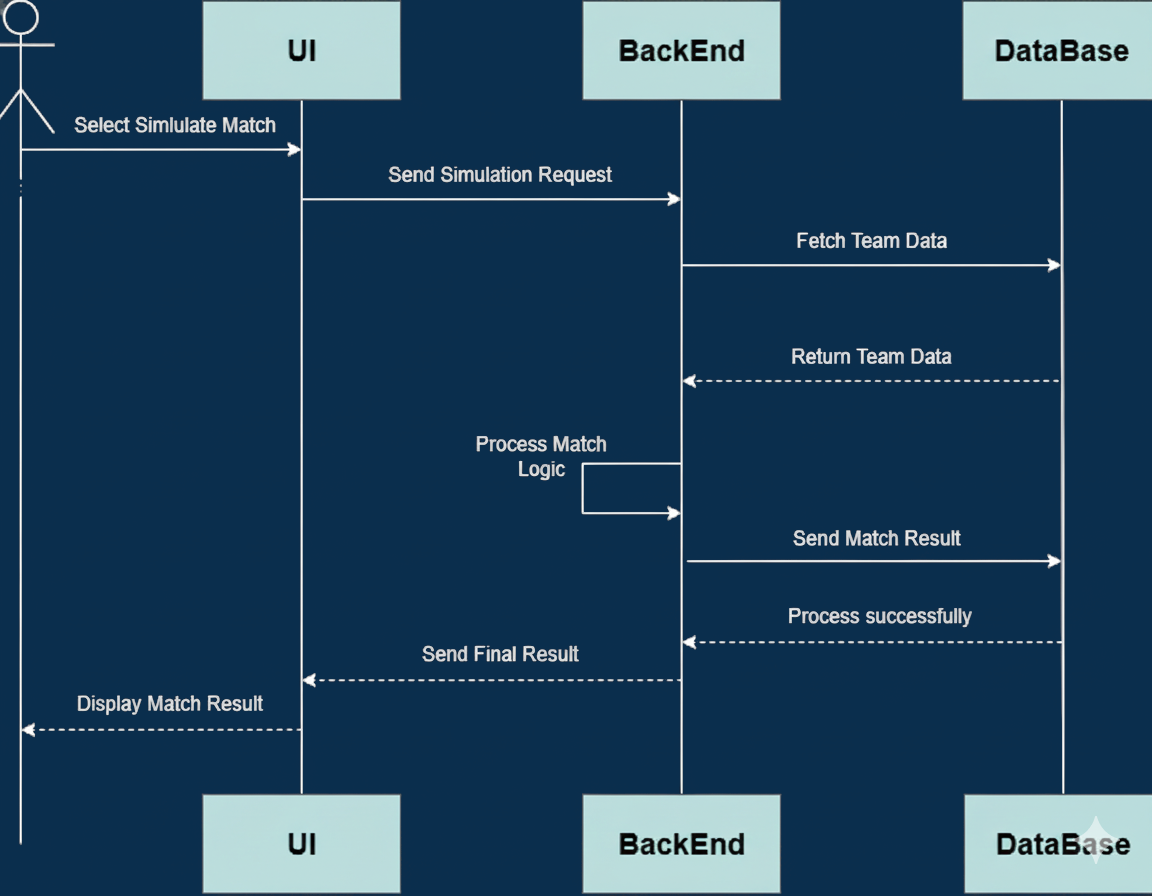 UI
BackEnd
DataBase
Select Simlulate Match
Send Simulation Request
Fetch Team Data
Return Team Data
Process Match
Logic
Send Match Result
Process successfully
Send Final Result
Display Match Result
UI
BackEnd
DataBase